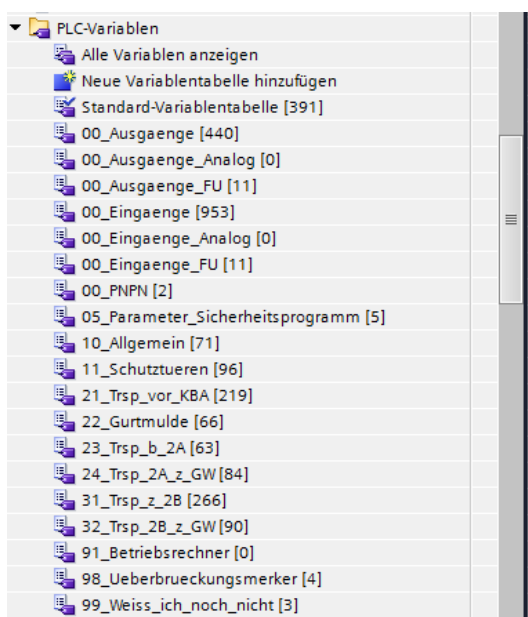 PLC-Variablen
Alle Variablen anzeigen
Neue Variablentabelle hinzufügen
Standard-Variablentabelle [391]
00_Ausgaenge [440]
00_Ausgaenge_Analog [0]
00_Ausgaenge_FU [11]
00_Eingaenge [953]
00_Eingaenge_Analog [0]
00_Eingaenge_FU [11]
00_PNPN [2]
05_Parameter_Sicherheitsprogramm [5]
10_Allgemein [71]
11_Schutztueren [96]
21_Trsp_vor_KBA [219]
22_Gurtmulde [66]
23_Trsp_b_2A [63]
24_Trsp_2A_z_GW [84]
31_Trsp_z_2B [266]
32_Trsp_2B_z_GW [90]
91_Betriebsrechner [0]
98_Ueberbrueckungsmerker [4]
99_Weiss_ich_noch_nicht [3]